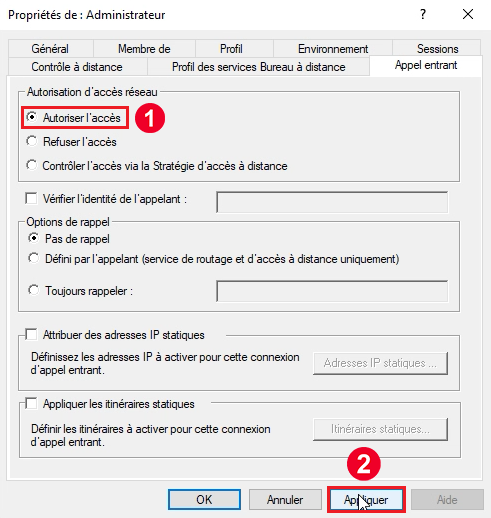 Propriétés de : Administrateur
?
Général
Membre de
Profil
Environnement
Sessions
Contrôle à distance
Profil des services Bureau à distance
Appel entrant
Autorisation d'accès réseau
Autoriser l'accès
1
Refuser l'accès
Contrôler l'accès via la Stratégie d'accès à distance
Vérifier l'identité de l'appelant :
Options de rappel
Pas de rappel
Défini par l'appelant (service de routage et d'accès à distance uniquement)
Toujours rappeler :
Attribuer des adresses IP statiques
Définissez les adresses IP à activer pour cette connexion
d'appel entrant.
Adresses IP statiques ...
Appliquer les itinéraires statiques
Définir les itinéraires à activer pour cette connexion
d'appel entrant.
Itinéraires statiques...
2
OK
Annuler
Appliquer
Aide